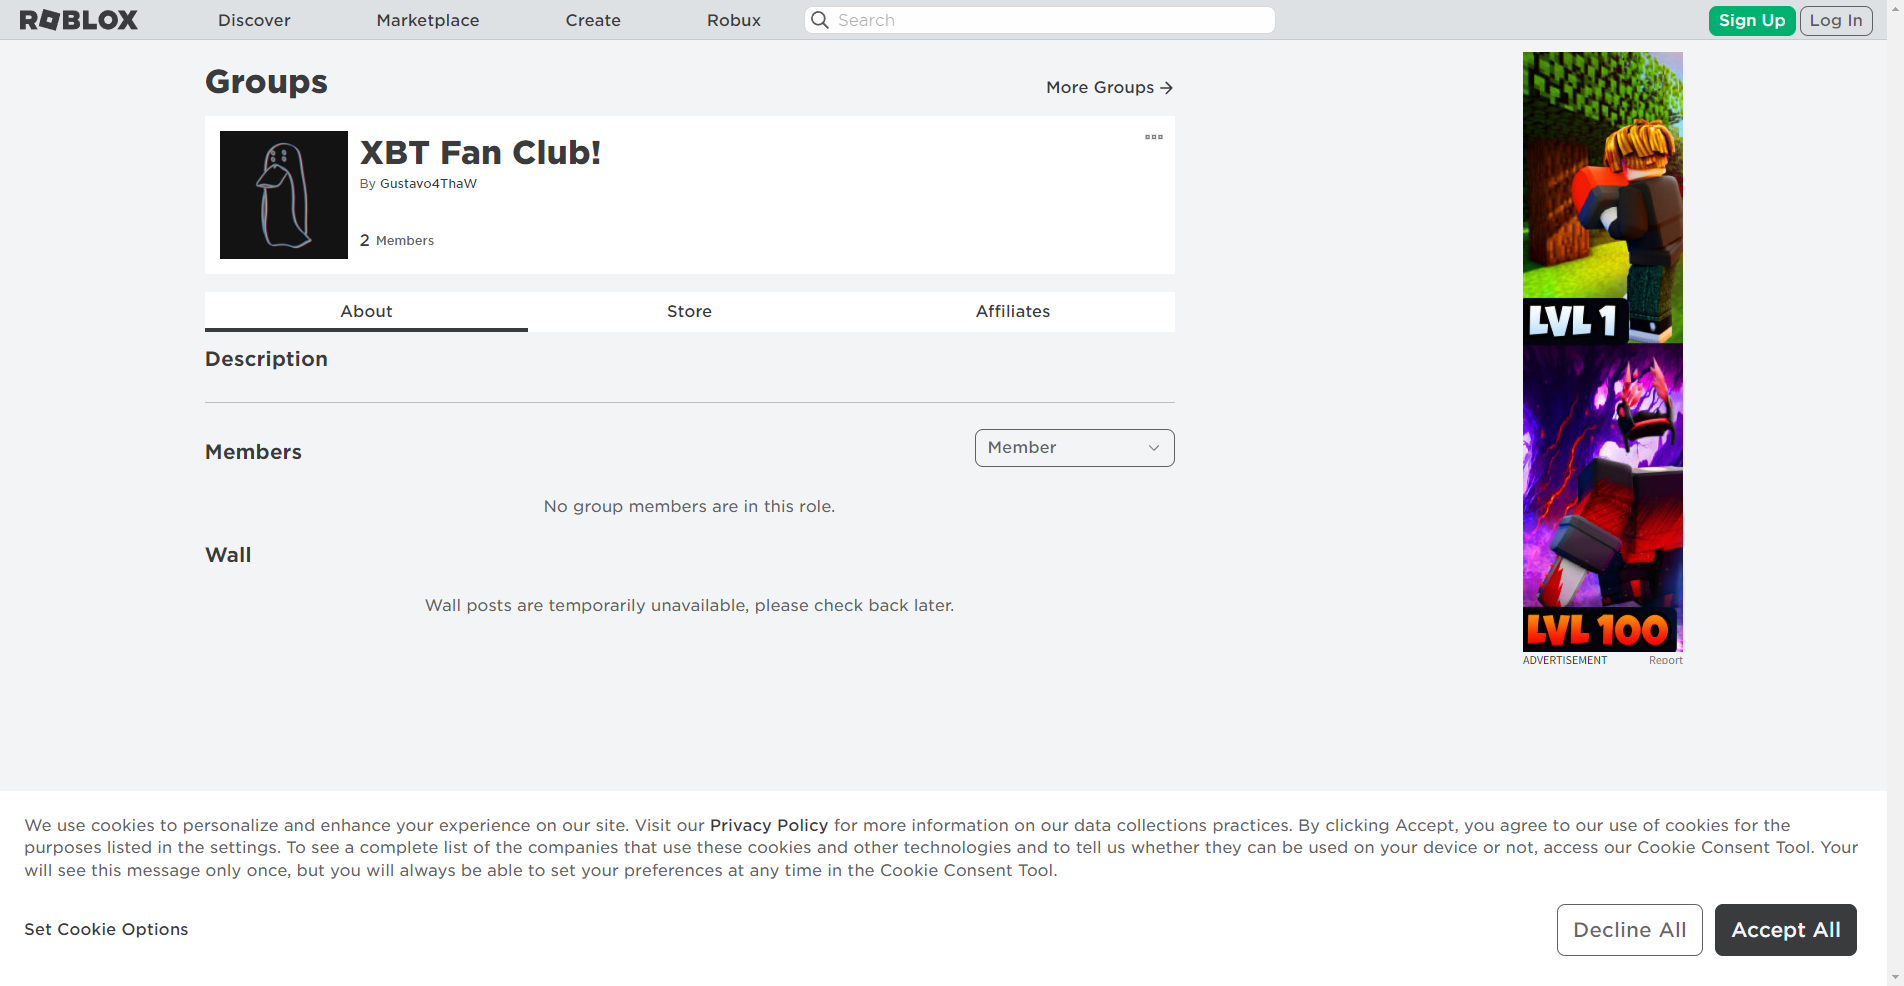 ROBLOX
Discover
Marketplace
Create
Robux
Search
Sign Up
Log In
Groups
More Groups
XBT Fan Club!
By Gustavo4ThaW
2 Members
About
Store
Affiliates
Description
Members
Member
No group members are in this role.
Wall
Wall posts are temporarily unavailable, please check back later.
LVL 1
LVL 100
ADVERTISEMENT
Report
We use cookies to personalize and enhance your experience on our site. Visit our Privacy Policy for more information on our data collections practices. By clicking Accept, you agree to our use of cookies for the
purposes listed in the settings. To see a complete list of the companies that use these cookies and other technologies and to tell us whether they can be used on your device or not, access our Cookie Consent Tool. Your
will see this message only once, but you will always be able to set your preferences at any time in the Cookie Consent Tool.
Set Cookie Options
Decline All
Accept All